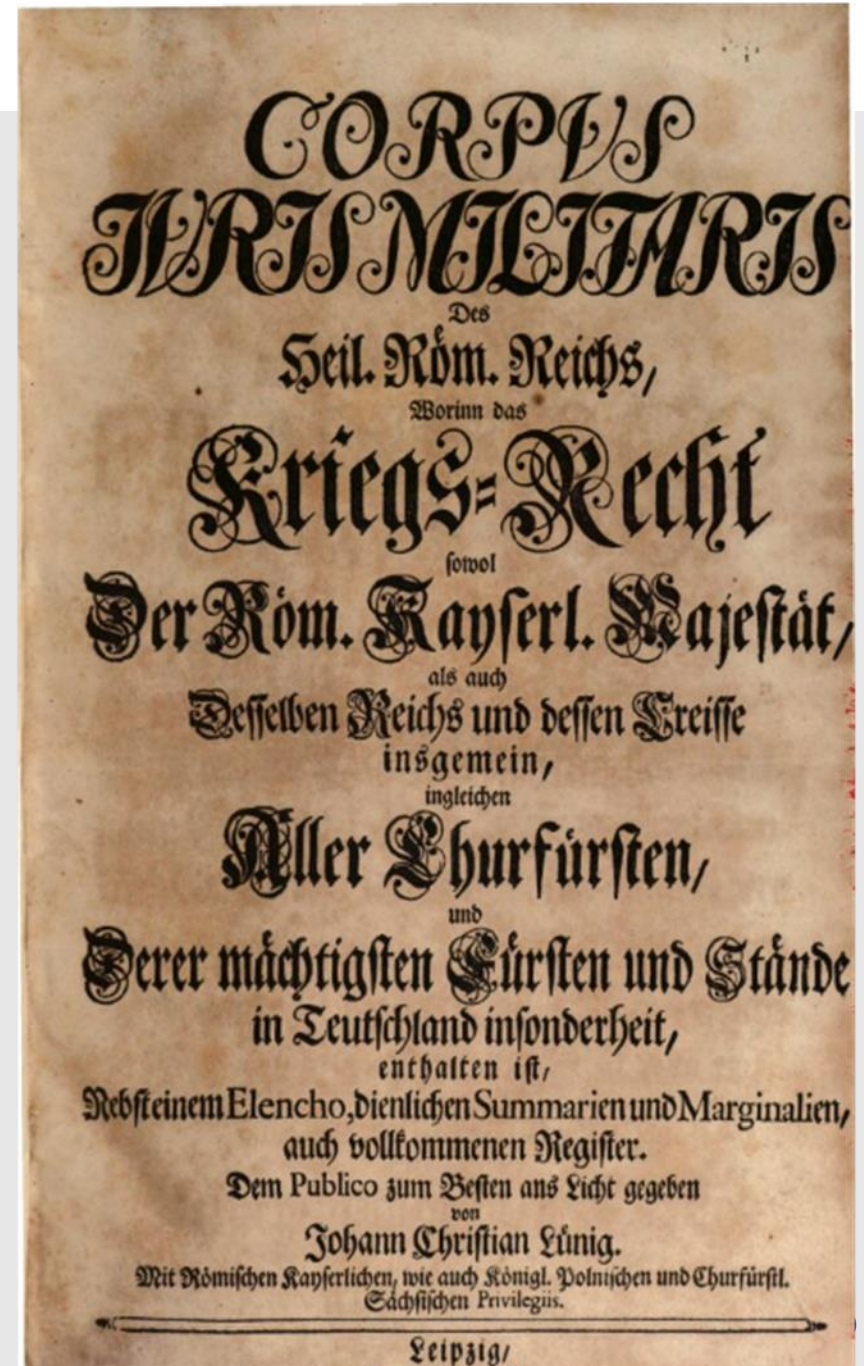 CORPVS
IVRIS MILITARIS
Des
Heil. Röm. Reichs,
Worinn das
Kriegs-Recht
sowol
Der Röm. Kayserl. Majestät,
als auch
Desselben Reichs und dessen Creisse
insgemein,
ingleichen
Aller Churfürsten,
und
Derer mächtigsten Fürsten und Stände
in Teutschland insonderheit,
enthalten ist,
Nebst einem Elencho, dienlichen Summarien und Marginalien,
auch vollkommenen Register.
Dem Publico zum Besten ans Licht gegeben
von
Johann Christian Lünig.
Mit Römischen Kayserlichen, wie auch Königl. Polnischen und Churfürstl.
Sächsischen Privilegiis.
Leipzig,